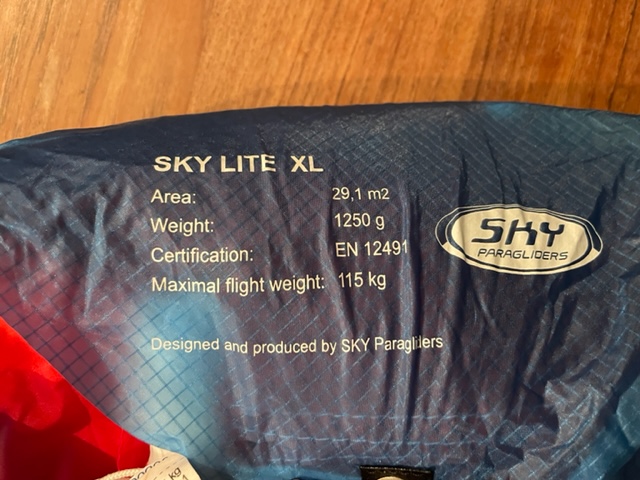 SKY LITE XL
Area: 29,1 m2
Weight: 1250 g
Certification: EN 12491
Maximal flight weight: 115 kg
SKY
PARAGLIDERS
Designed and produced by SKY Paragliders
kg